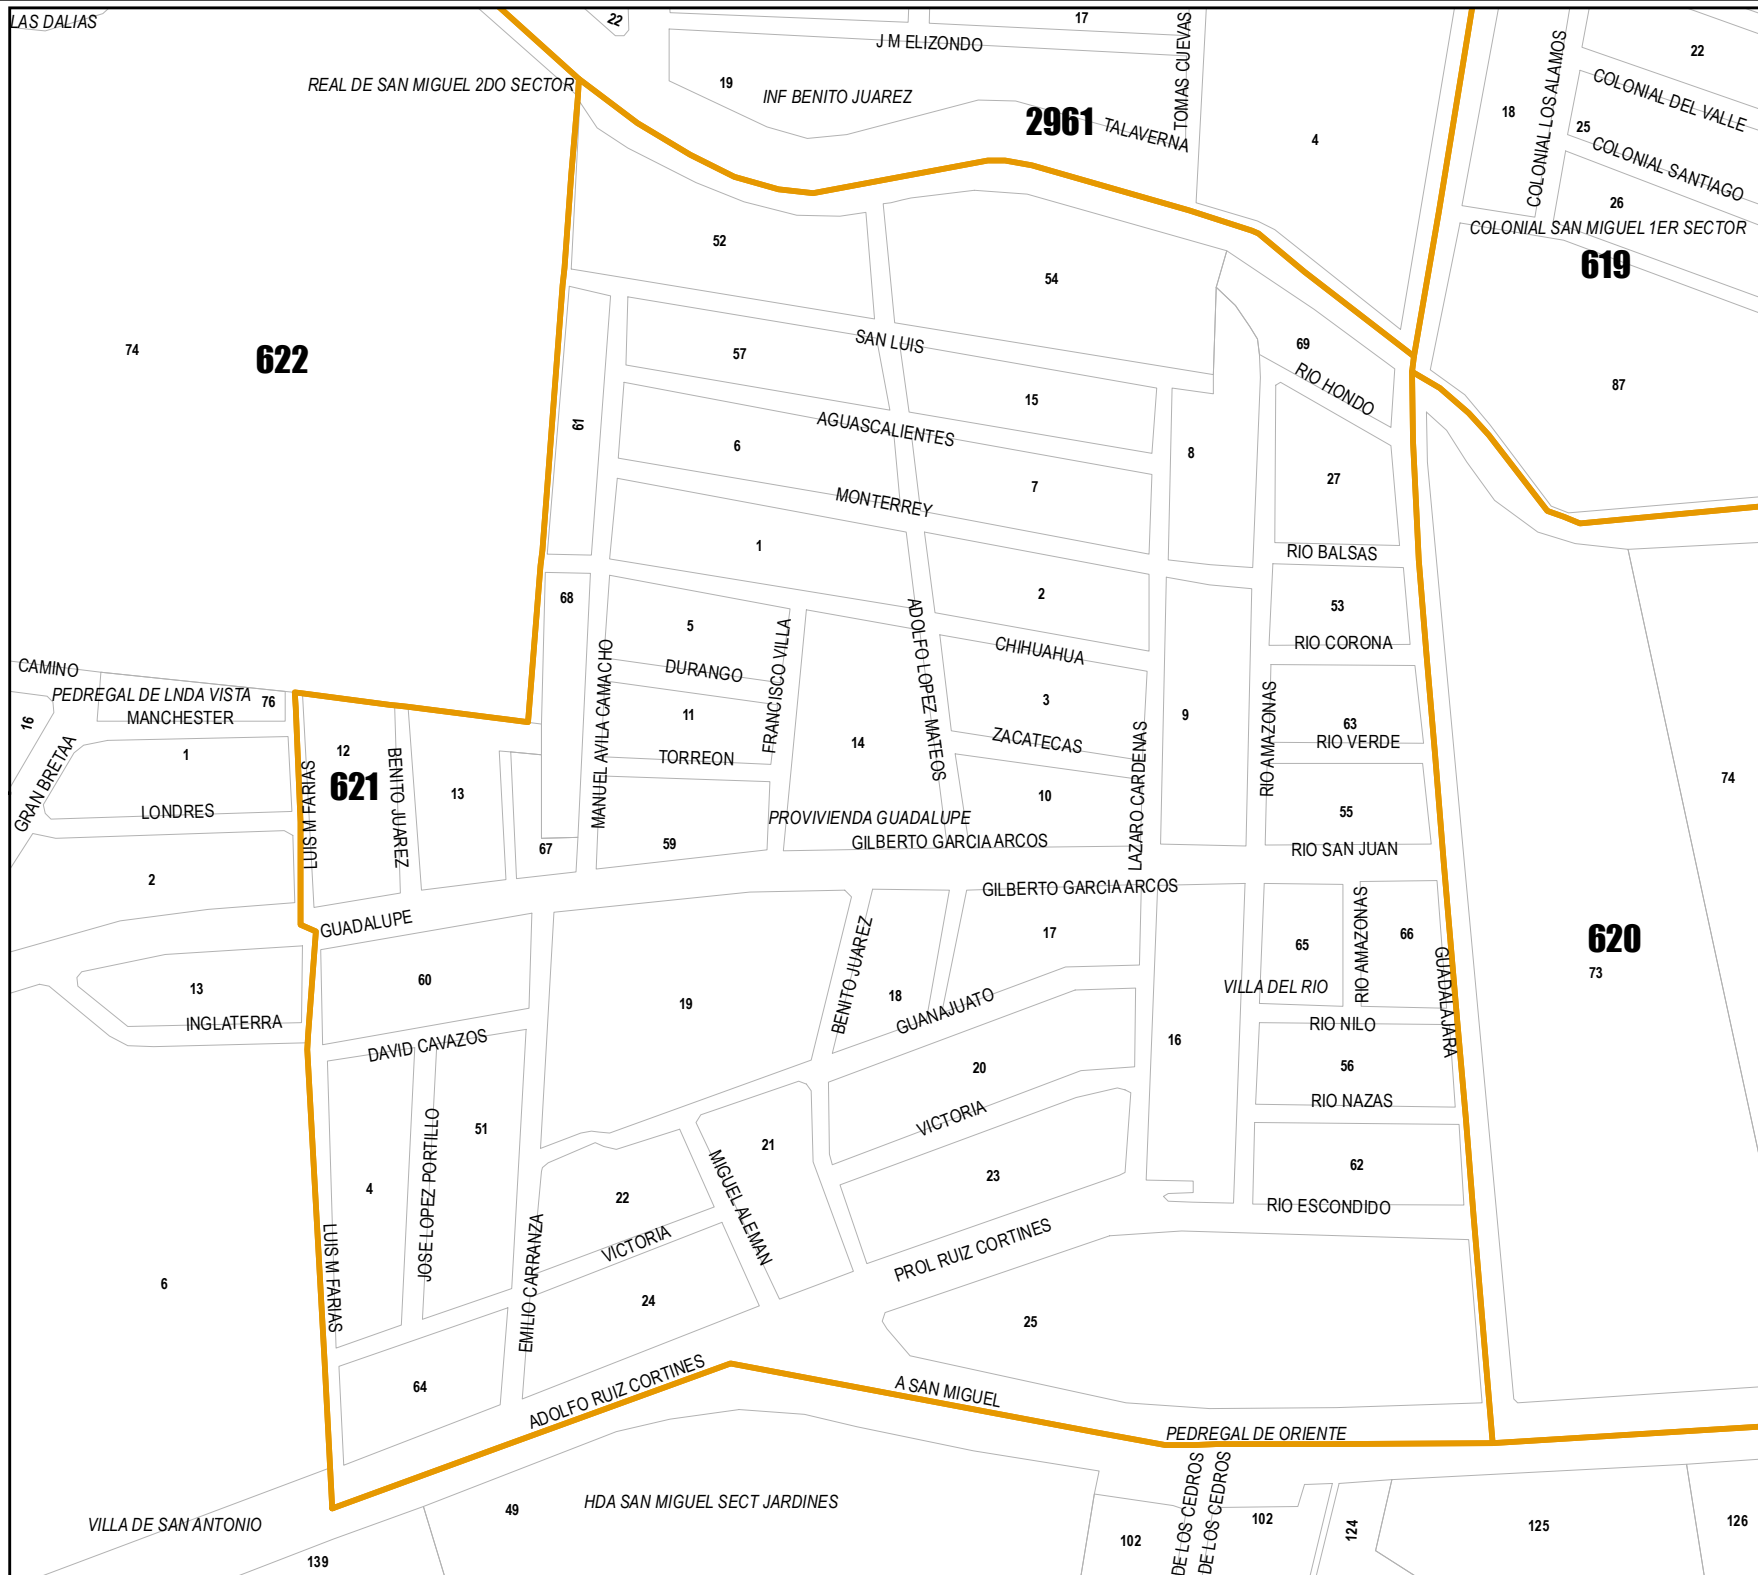 LAS DALIAS
22
17
J M ELIZONDO
TOMAS CUEVAS
22
REAL DE SAN MIGUEL 2DO SECTOR
19
INF BENITO JUAREZ
2961
TALAVERNA
4
18
COLONIAL LOS ALAMOS
COLONIAL DEL VALLE
25
COLONIAL SANTIAGO
26
COLONIAL SAN MIGUEL 1ER SECTOR
619
52
54
74
622
57
SAN LUIS
69
RIO HONDO
87
61
15
AGUASCALIENTES
6
8
7
27
MONTERREY
1
RIO BALSAS
68
2
53
5
ADOLFO LOPEZ MATEOS
CHIHUAHUA
RIO CORONA
CAMINO
DURANGO
FRANCISCO VILLA
MANUEL AVILA CAMACHO
PEDREGAL DE LNDA VISTA
76
MANCHESTER
16
11
3
9
RIO AMAZONAS
63
RIO VERDE
1
12
BENITO JUAREZ
14
ZACATECAS
TORREON
LAZARO CARDENAS
GRAN BRETAA
621
13
10
74
LONDRES
LUIS M FARIAS
PROVIVIENDA GUADALUPE
55
67
59
GILBERTO GARCIA ARCOS
RIO SAN JUAN
2
GILBERTO GARCIA ARCOS
GUADALUPE
BENITO JUAREZ
17
65
RIO AMAZONAS
66
GUADALAJARA
620
73
13
60
19
18
GUANAJUATO
VILLA DEL RIO
INGLATERRA
DAVID CAVAZOS
16
RIO NILO
20
56
RIO NAZAS
JOSE LOPEZ PORTILLO
51
VICTORIA
21
MIGUEL ALEMAN
4
22
23
62
RIO ESCONDIDO
LUIS M FARIAS
EMILIO CARRANZA
VICTORIA
PROL RUIZ CORTINES
6
24
25
64
ADOLFO RUIZ CORTINES
A SAN MIGUEL
PEDREGAL DE ORIENTE
DE LOS CEDROS
DE LOS CEDROS
49
HDA SAN MIGUEL SECT JARDINES
VILLA DE SAN ANTONIO
139
102
102
124
125
126